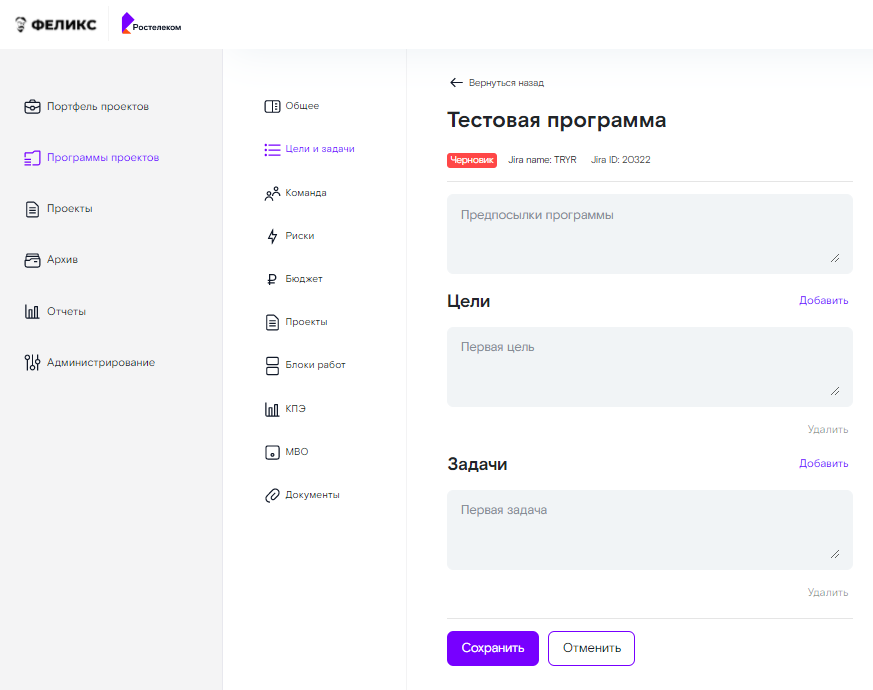 ФЕЛИКС
Ростелеком
Портфель проектов
Программы проектов
Проекты
Архив
Отчеты
Администрирование
Общее
Цели и задачи
Команда
Риски
Бюджет
Проекты
Блоки работ
КПЭ
МВО
Документы
Вернуться назад
Тестовая программа
Черновик Jira name: TRYR Jira ID: 20322
Предпосылки программы
Цели Добавить
Первая цель
Удалить
Задачи Добавить
Первая задача
Удалить
Сохранить Отменить